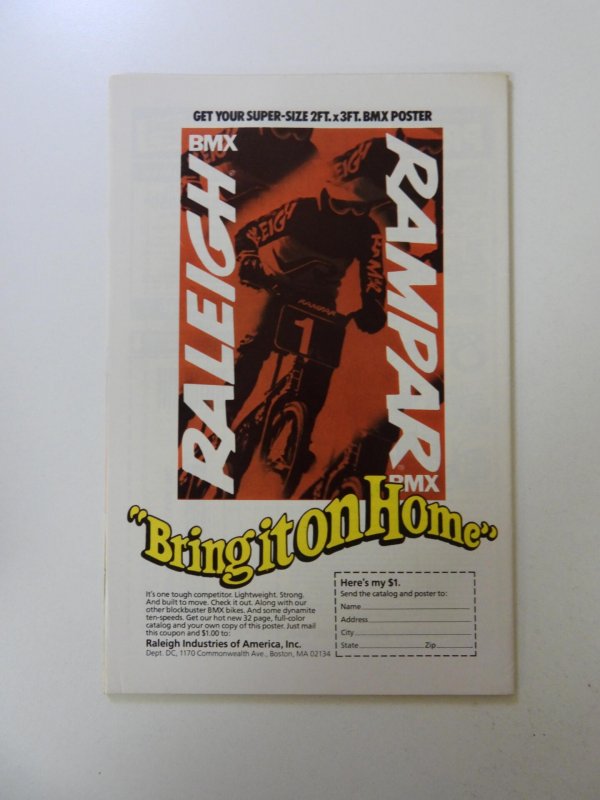 GET YOUR SUPER-SIZE 2FT. x 3FT. BMX POSTER
BMX
RALEIGH
RAMPAR
BMX
RALEIGH
RAMPAR
1
"Bring it on Home"
It's one tough competitor. Lightweight. Strong.
And built to move. Check it out. Along with our
other blockbuster BMX bikes. And some dynamite
ten-speeds. Get our hot new 32 page, full-color
catalog and your own copy of this poster. Just mail
this coupon and $1.00 to:
Raleigh Industries of America, Inc.
Dept. DC, 1170 Commonwealth Ave., Boston, MA 02134
Here's my $1.
Send the catalog and poster to:
Name
Address
City
State Zip